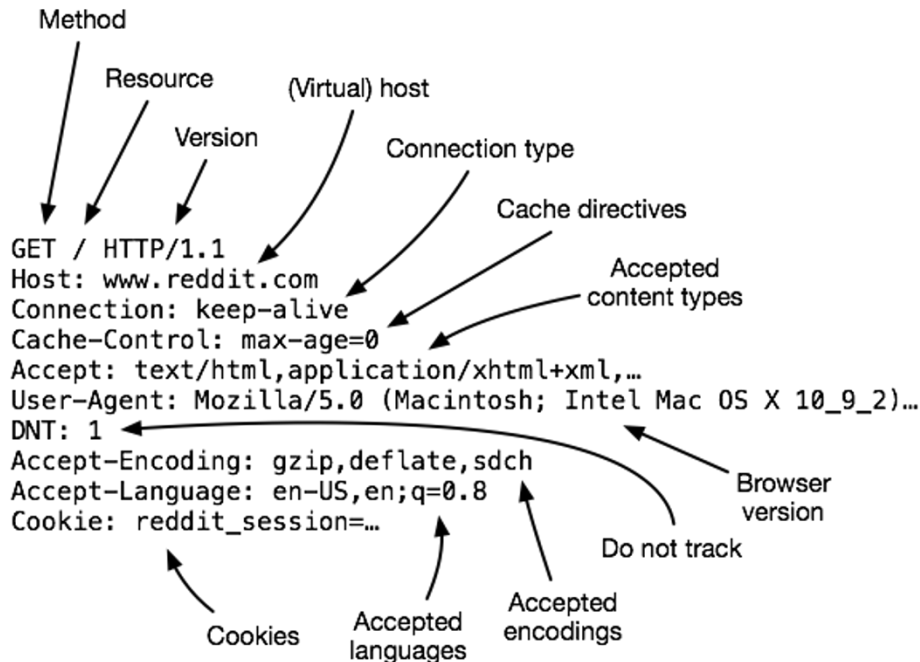 Method
Resource
(Virtual) host
Version
Connection type
Cache directives
Accepted
content types
GET / HTTP/1.1
Host: www.reddit.com
Connection: keep-alive
Cache-Control: max-age=0
Accept: text/html,application/xhtml+xml,…
User-Agent: Mozilla/5.0 (Macintosh; Intel Mac OS X 10_9_2)…
DNT: 1
Accept-Encoding: gzip,deflate,sdch
Accept-Language: en-US,en;q=0.8
Cookie: reddit_session=…
Browser
version
Do not track
Accepted
encodings
Accepted
languages
Cookies